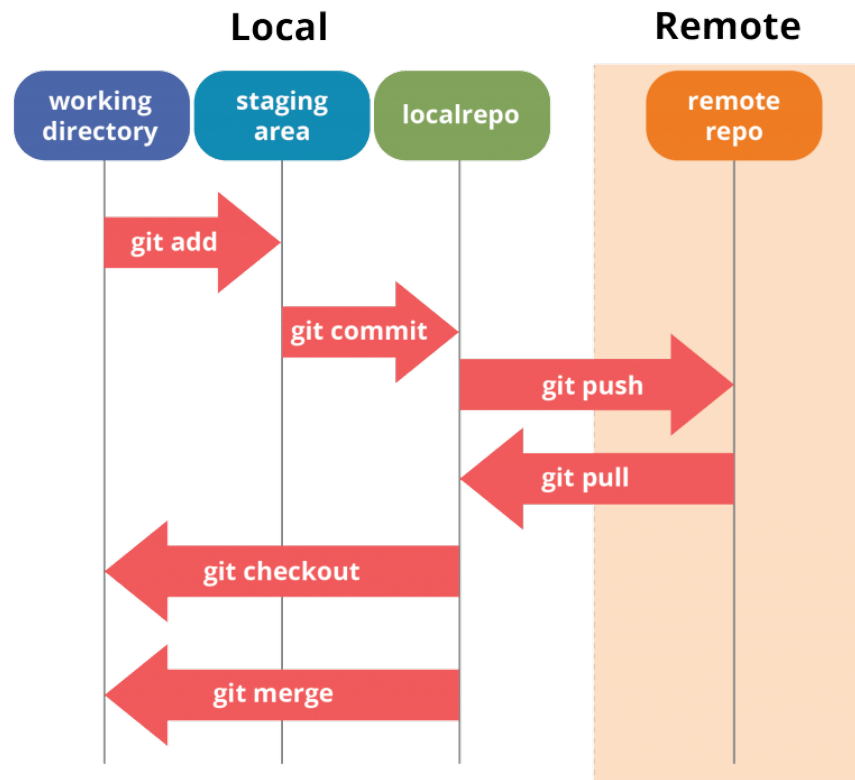 Local
Remote
working
directory
staging
area
localrepo
remote
repo
git add
git commit
git push
git pull
git checkout
git merge